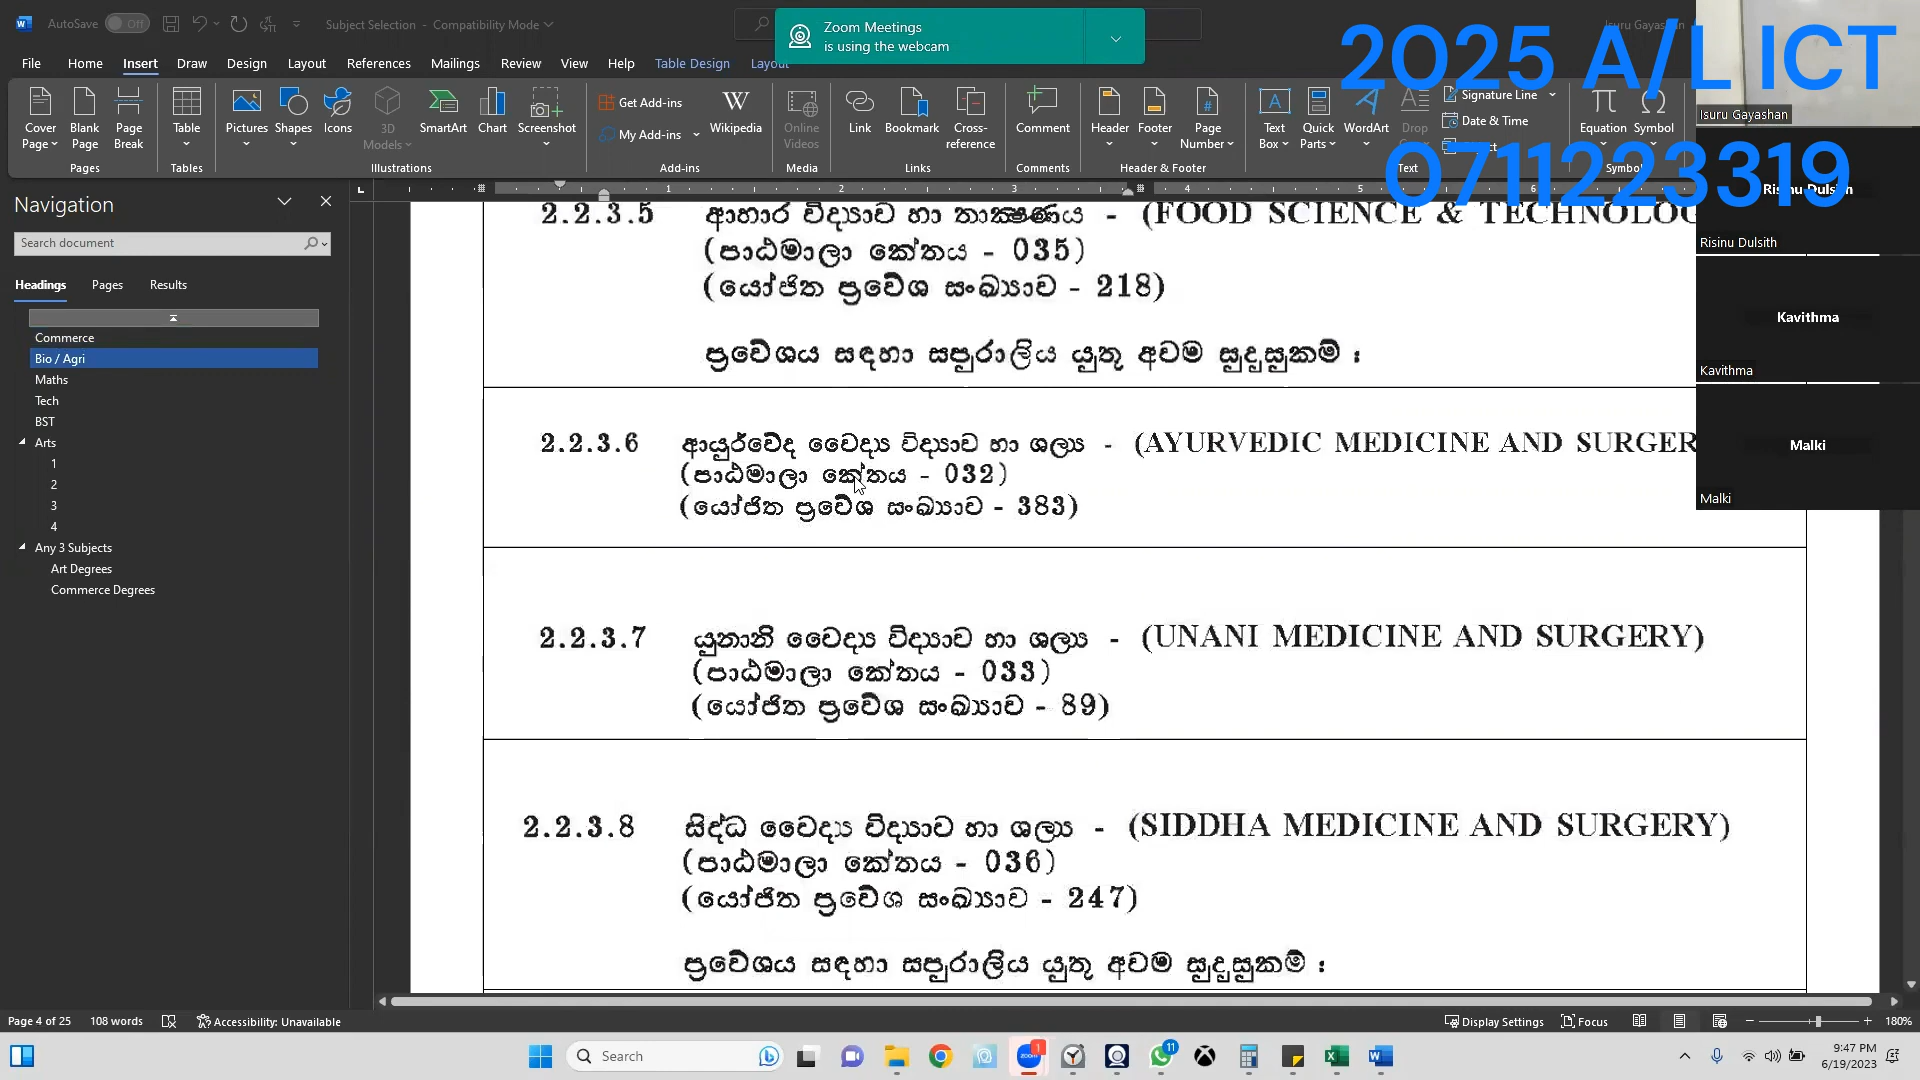 AutoSave Off
Subject Selection - Compatibility Mode
Zoom Meetings
is using the webcam
2025 A/L ICT
0711223319
File Home Insert Draw Design Layout References Mailings Review View Help Table Design
Cover Page
Blank Page
Page Break
Table
Pictures
Shapes
Icons
3D Models
SmartArt
Chart
Screenshot
Get Add-ins
My Add-ins
Wikipedia
Online Videos
Link
Bookmark
Cross-reference
Comment
Header
Footer
Page Number
Text Box
Quick Parts
WordArt
Drop
Signature Line
Date & Time
Equation
Symbol
Pages Tables Illustrations Add-ins Media Links Comments Header & Footer Text
Isuru Gayashan
Risinu Dulsith
Kavithma
Kavithma
Malki
Malki
Navigation
Search document
Headings Pages Results
Commerce
Bio / Agri
Maths
Tech
BST
Arts
1
2
3
4
Any 3 Subjects
Art Degrees
Commerce Degrees
2.2.3.5 ආහාර විද්‍යාව හා තාක්ෂණය - (FOOD SCIENCE & TECHNOLOG
(පාඨමාලා කේතය - 035)
(යෝජිත ප්‍රවේශ සංඛ්‍යාව - 218)
ප්‍රවේශය සඳහා සපුරාලිය යුතු අවම සුදුසුකම් :
2.2.3.6 ආයුර්වේද වෛද්‍ය විද්‍යාව හා ශල්‍ය - (AYURVEDIC MEDICINE AND SURGER
(පාඨමාලා කේතය - 032)
(යෝජිත ප්‍රවේශ සංඛ්‍යාව - 383)
2.2.3.7 යුනානි වෛද්‍ය විද්‍යාව හා ශල්‍ය - (UNANI MEDICINE AND SURGERY)
(පාඨමාලා කේතය - 033)
(යෝජිත ප්‍රවේශ සංඛ්‍යාව - 89)
2.2.3.8 සිද්ධ වෛද්‍ය විද්‍යාව හා ශල්‍ය - (SIDDHA MEDICINE AND SURGERY)
(පාඨමාලා කේතය - 036)
(යෝජිත ප්‍රවේශ සංඛ්‍යාව - 247)
ප්‍රවේශය සඳහා සපුරාලිය යුතු අවම සුදුසුකම් :
Page 4 of 25 108 words Accessibility: Unavailable
Display Settings Focus 180%
Search
9:47 PM
6/19/2023